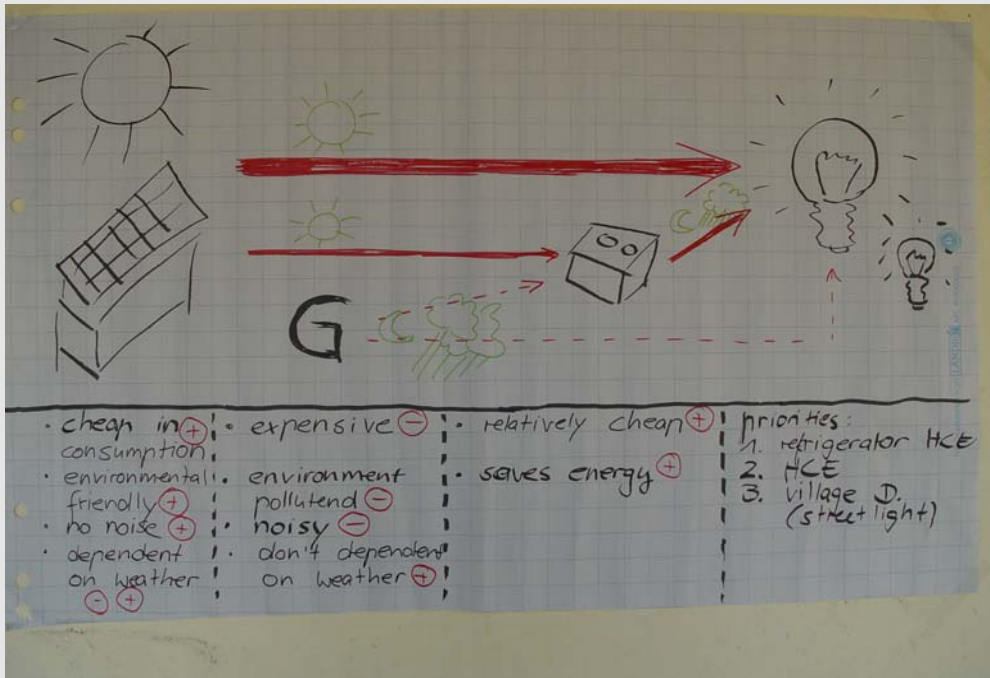 G
· cheap in +
consumption
· environmental
friendly +
· no noise +
· dependent
on weather
- +
· expensive -
· environment
pollutend -
· noisy -
· don't dependent
on weather +
· relatively cheap +
· saves energy +
priorities:
1. refrigerator HCE
2. HCE
3. village D.
(street light)